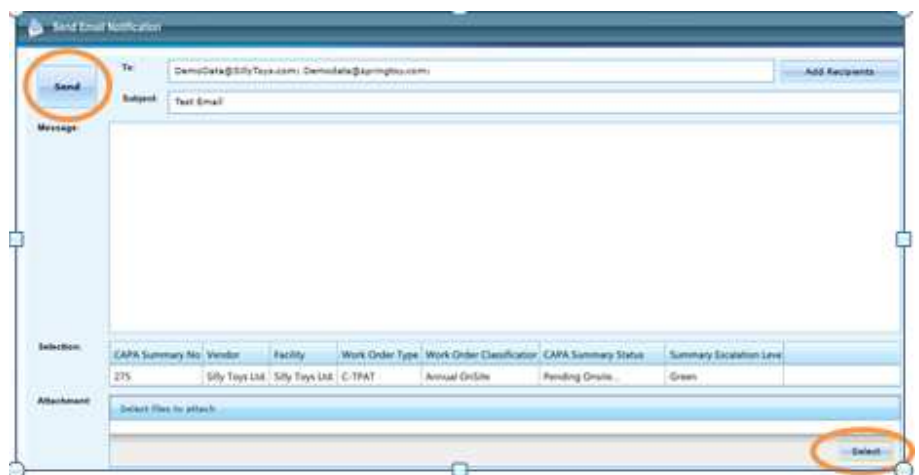 Send Email Notification
Send
To:
DemoData@SillyToys.com; Demodata@springtoy.com;
Add Recipients
Subject:
Test Email
Message:
Selection:
CAPA Summary No Vendor Facility Work Order Type Work Order Classification CAPA Summary Status Summary Escalation Leve
275 Silly Toys Ltd. Silly Toys Ltd. C-TPAT Annual OnSite Pending Onsite...  Green
Attachment:
Select files to attach
Select